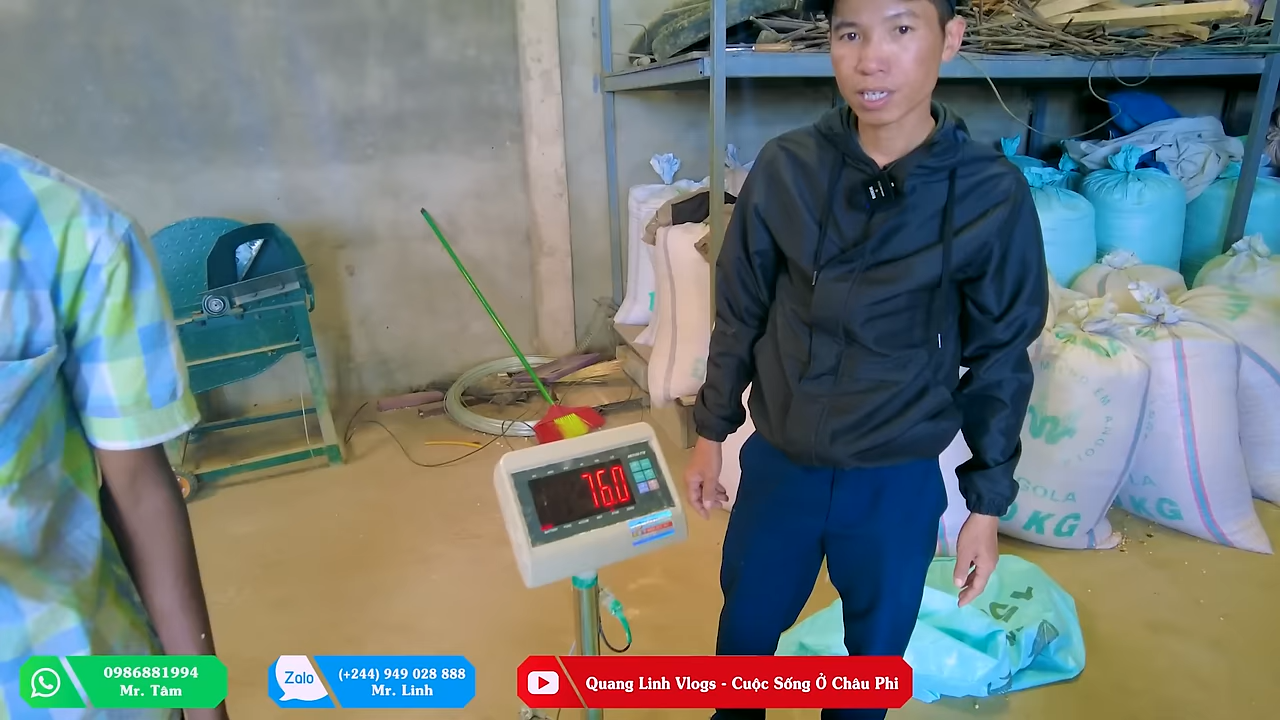 76.0
GOLA
KG
LA
KG
0986881994
Mr. Tâm
Zalo
(+244) 949 028 888
Mr. Linh
Quang Linh Vlogs - Cuộc Sống Ở Châu Phi